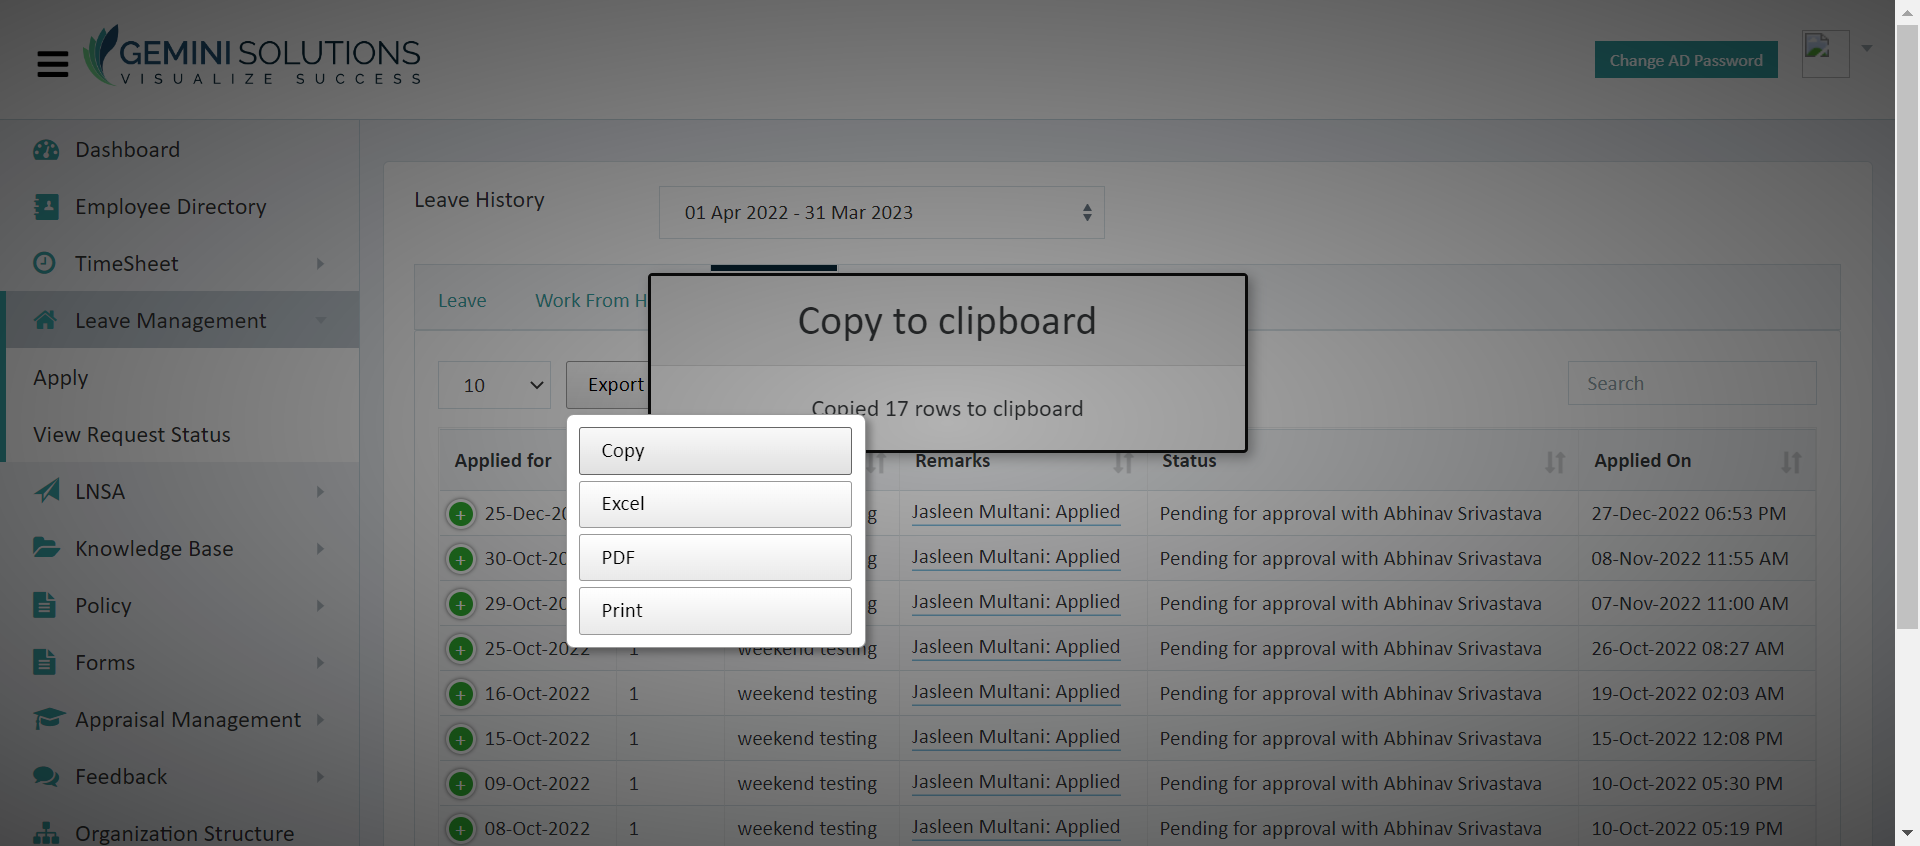 GEMINI SOLUTIONS
VISUALIZE SUCCESS
Change AD Password
Dashboard
Employee Directory
TimeSheet
Leave Management
Apply
View Request Status
LNSA
Knowledge Base
Policy
Forms
Appraisal Management
Feedback
Organization Structure
Leave History
01 Apr 2022 - 31 Mar 2023
Leave
Work From H
Copy to clipboard
Copied 17 rows to clipboard
10
Export
Search
Copy
Excel
PDF
Print
Applied for Remarks Status Applied On
25-Dec-20 g Jasleen Multani: Applied Pending for approval with Abhinav Srivastava 27-Dec-2022 06:53 PM
30-Oct-20 g Jasleen Multani: Applied Pending for approval with Abhinav Srivastava 08-Nov-2022 11:55 AM
29-Oct-20 g Jasleen Multani: Applied Pending for approval with Abhinav Srivastava 07-Nov-2022 11:00 AM
25-Oct-2022 1 weekend testing Jasleen Multani: Applied Pending for approval with Abhinav Srivastava 26-Oct-2022 08:27 AM
16-Oct-2022 1 weekend testing Jasleen Multani: Applied Pending for approval with Abhinav Srivastava 19-Oct-2022 02:03 AM
15-Oct-2022 1 weekend testing Jasleen Multani: Applied Pending for approval with Abhinav Srivastava 15-Oct-2022 12:08 PM
09-Oct-2022 1 weekend testing Jasleen Multani: Applied Pending for approval with Abhinav Srivastava 10-Oct-2022 05:30 PM
08-Oct-2022 1 weekend testing Jasleen Multani: Applied Pending for approval with Abhinav Srivastava 10-Oct-2022 05:19 PM